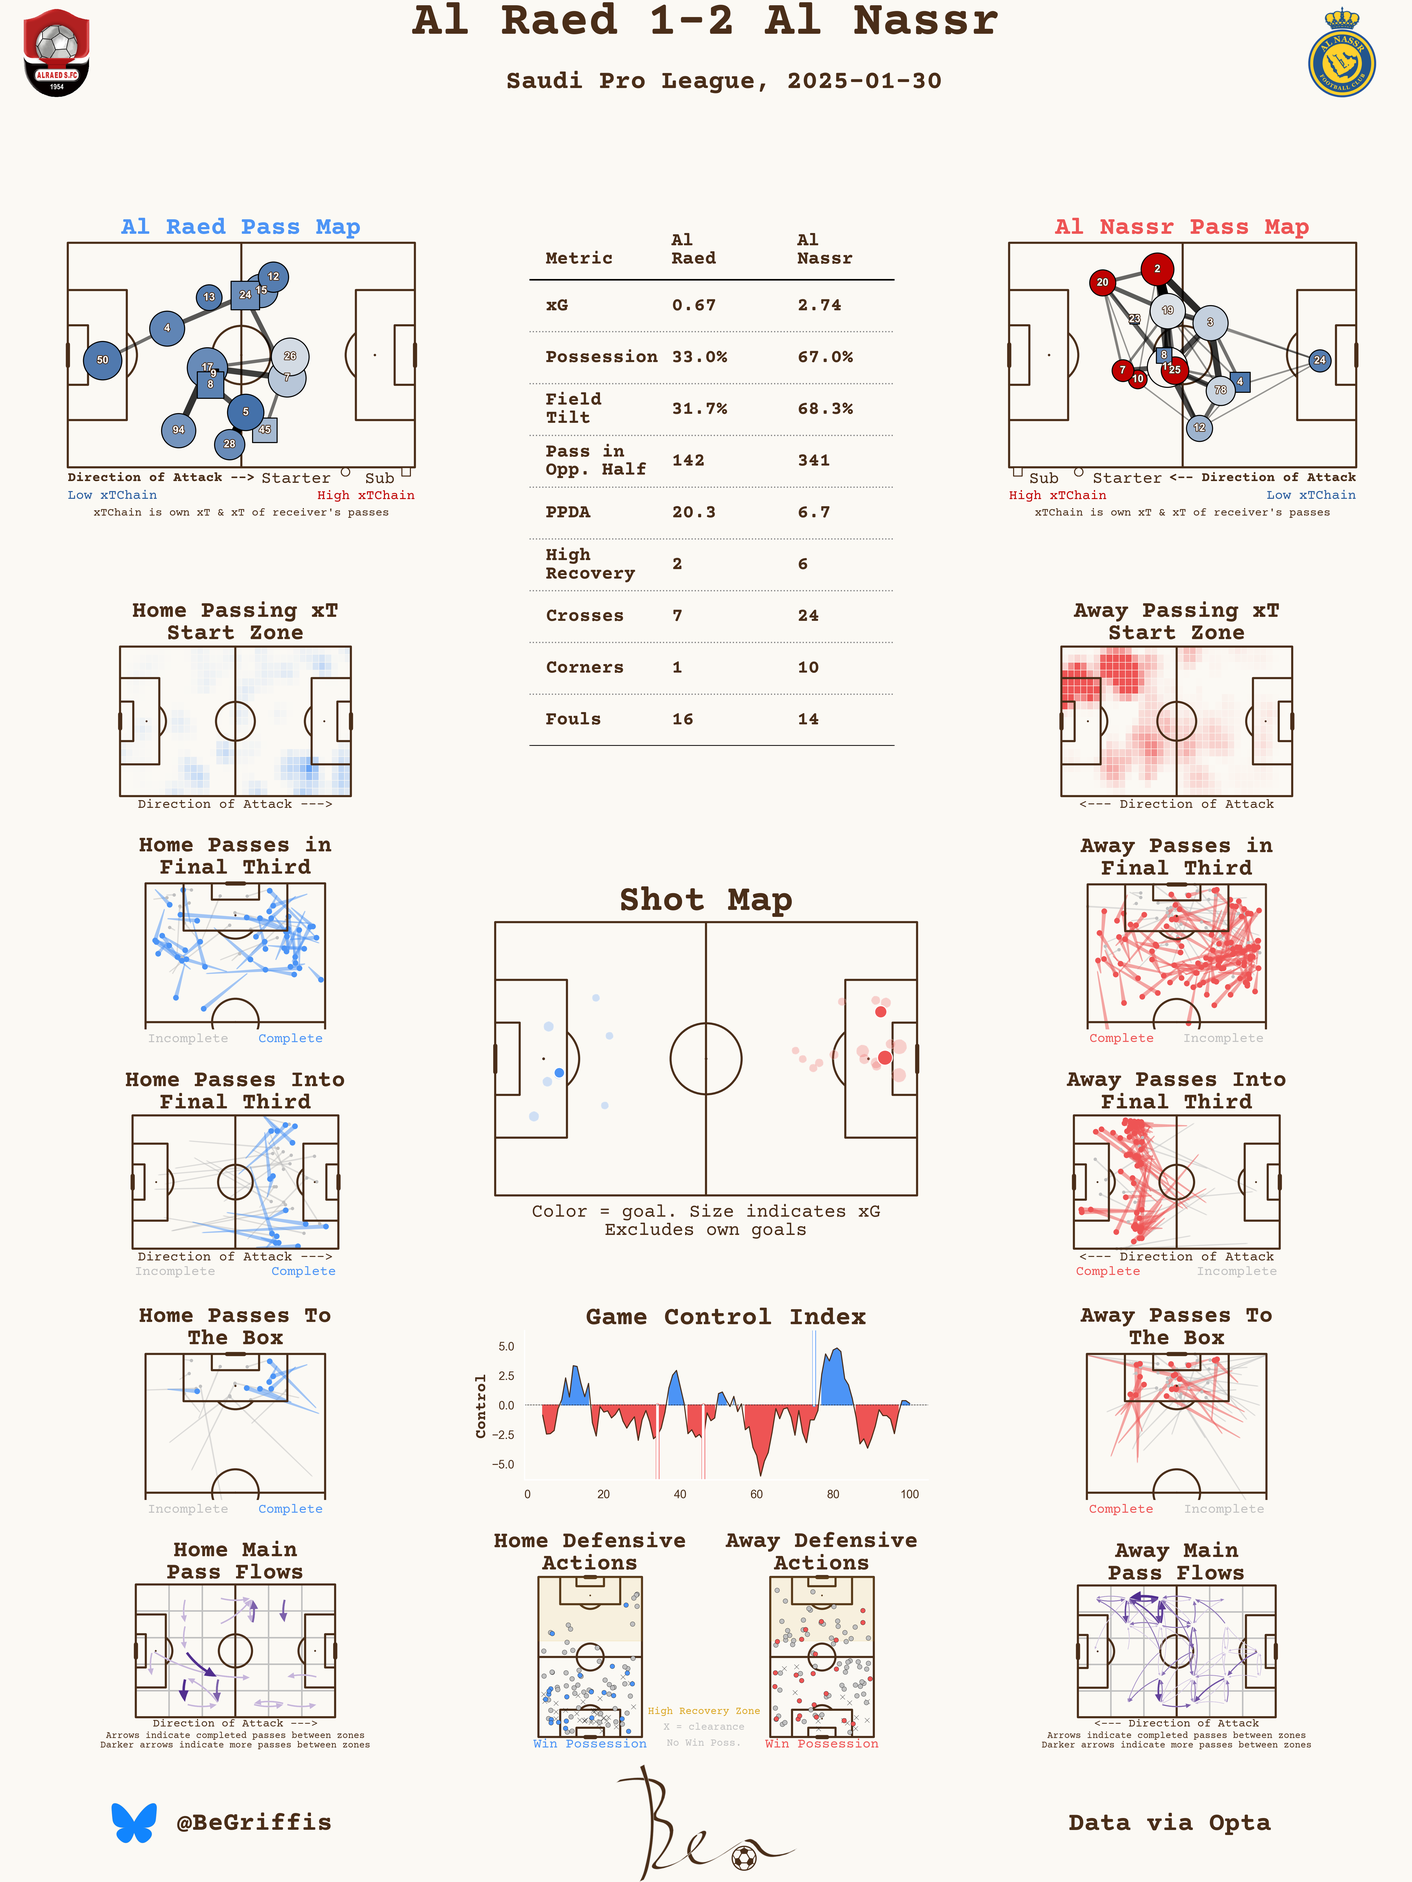 Al Raed 1-2 Al Nassr
Saudi Pro League, 2025-01-30
ALRAED S.FC
1954
AL NASSR
FOOTBALL CLUB
Al Raed Pass Map
12
15
24
13
4
50
26
17
9
7
8
5
94
28
45
Direction of Attack --> Starter Sub
Low xTChain High xTChain
xTChain is own xT & xT of receiver's passes
Metric Al Raed Al Nassr
xG 0.67 2.74
Possession 33.0% 67.0%
Field Tilt 31.7% 68.3%
Pass in Opp. Half 142 341
PPDA 20.3 6.7
High Recovery 2 6
Crosses 7 24
Corners 1 10
Fouls 16 14
Al Nassr Pass Map
2
20
19
23
3
8
24
7
25
10
4
78
12
Sub Starter <-- Direction of Attack
High xTChain Low xTChain
xTChain is own xT & xT of receiver's passes
Home Passing xT
Start Zone
Direction of Attack --->
Away Passing xT
Start Zone
<--- Direction of Attack
Home Passes in
Final Third
Incomplete Complete
Away Passes in
Final Third
Complete Incomplete
Shot Map
Color = goal. Size indicates xG
Excludes own goals
Home Passes Into
Final Third
Direction of Attack --->
Incomplete Complete
Away Passes Into
Final Third
<--- Direction of Attack
Complete Incomplete
Home Passes To
The Box
Incomplete Complete
Game Control Index
Control
5.0
2.5
0.0
−2.5
−5.0
0 20 40 60 80 100
Away Passes To
The Box
Complete Incomplete
Home Main
Pass Flows
Direction of Attack --->
Arrows indicate completed passes between zones
Darker arrows indicate more passes between zones
Home Defensive
Actions
Win Possession
Away Defensive
Actions
Win Possession
High Recovery Zone
X = clearance
No Win Poss.
Away Main
Pass Flows
<--- Direction of Attack
Arrows indicate completed passes between zones
Darker arrows indicate more passes between zones
@BeGriffis
Ben
Data via Opta